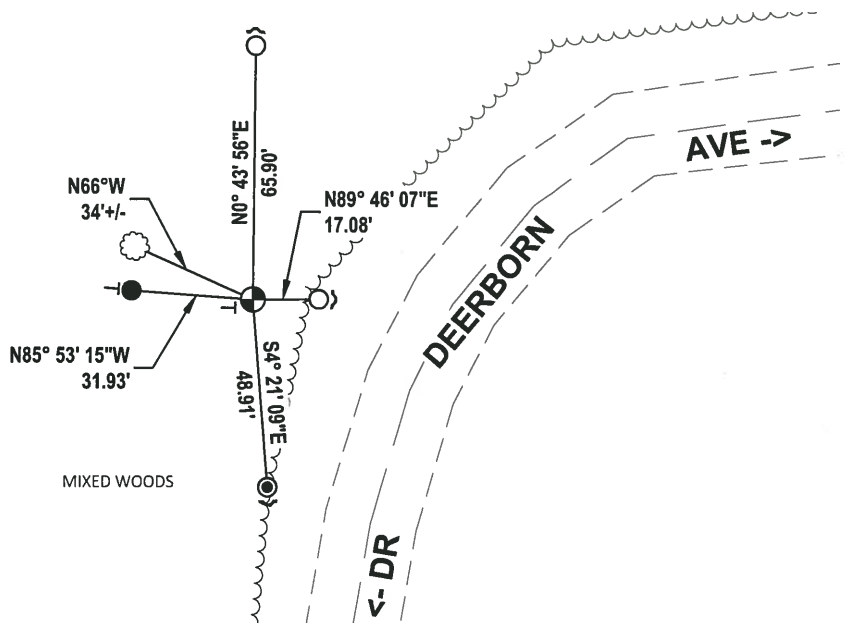 N0° 43' 56"E
65.90'
AVE ->
N66°W
34'+/-
N89° 46' 07"E
17.08'
DEERBORN
N85° 53' 15"W
31.93'
S4° 21' 09"E
48.91'
MIXED WOODS
<- DR